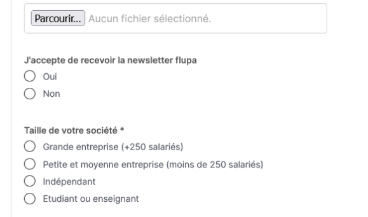 Parcourir... Aucun fichier sélectionné.
J'accepte de recevoir la newsletter flupa
Oui
Non
Taille de votre société *
Grande entreprise (+250 salariés)
Petite et moyenne entreprise (moins de 250 salariés)
Indépendant
Etudiant ou enseignant